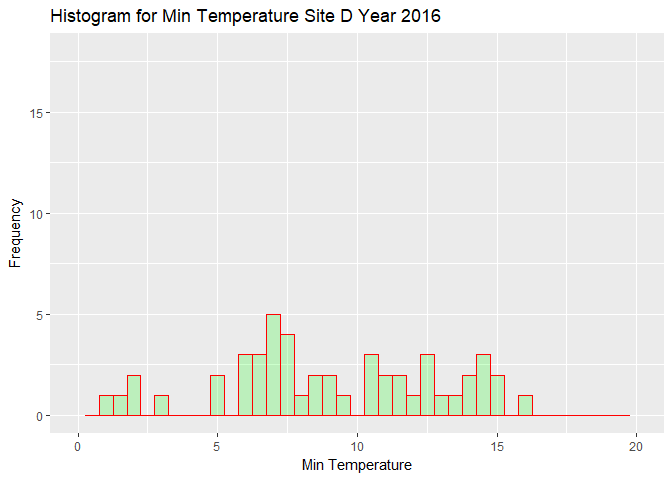 Histogram for Min Temperature Site D Year 2016
Frequency
15
10
5
0
0 5 10 15 20
Min Temperature